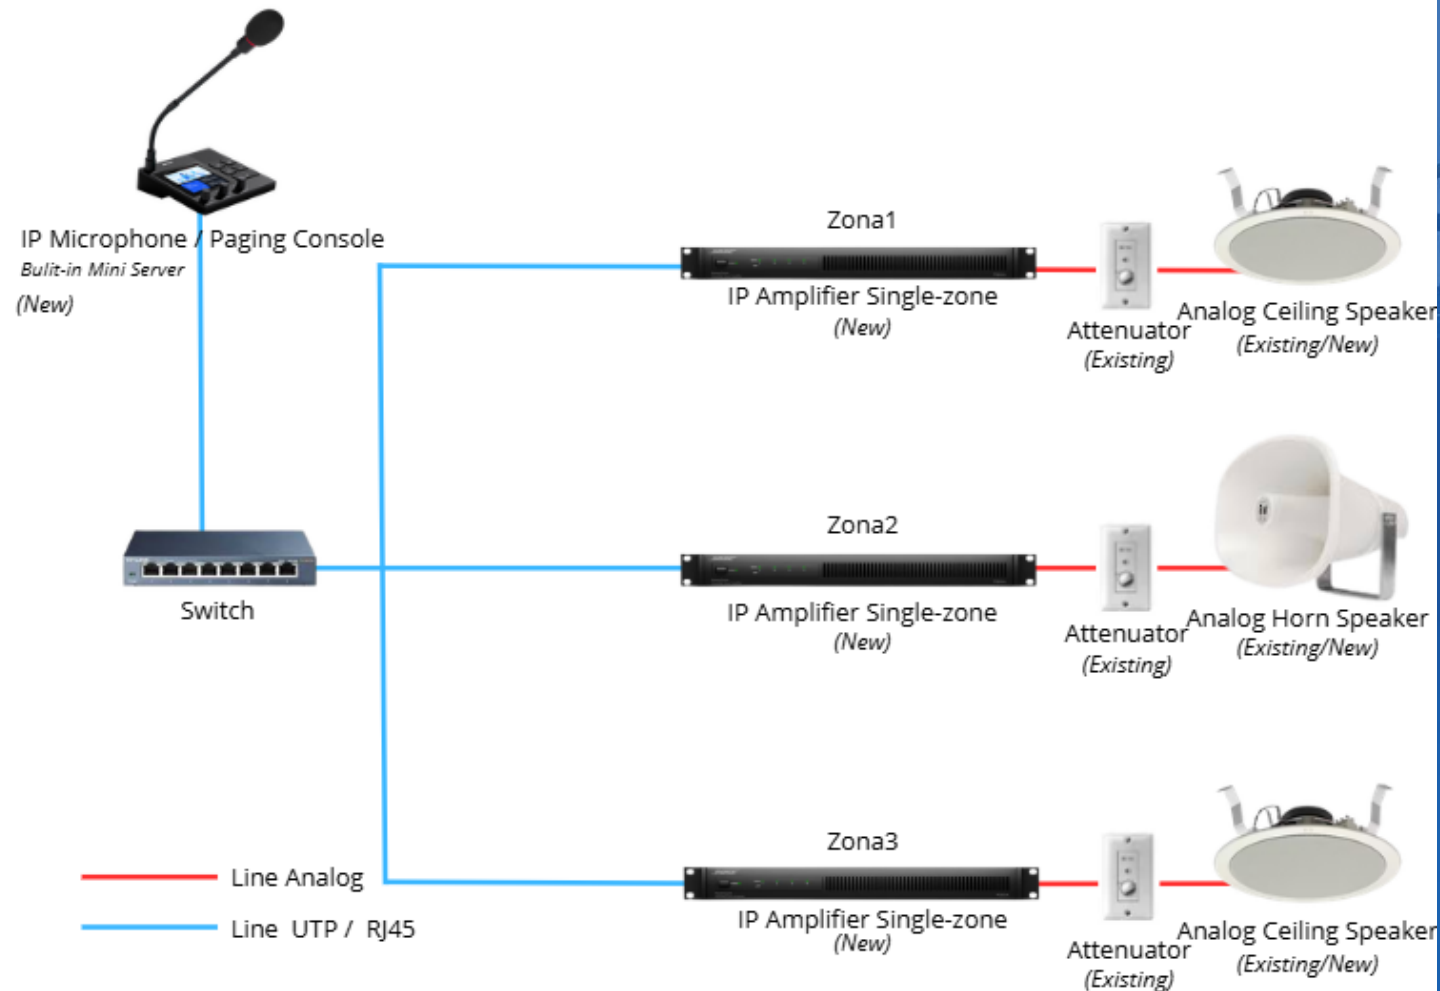 IP Microphone / Paging Console
Bulit-in Mini Server
(New)
Switch
Zona1
IP Amplifier Single-zone
(New)
Attenuator
(Existing)
Analog Ceiling Speaker
(Existing/New)
Zona2
IP Amplifier Single-zone
(New)
Attenuator
(Existing)
Analog Horn Speaker
(Existing/New)
Zona3
IP Amplifier Single-zone
(New)
Attenuator
(Existing)
Analog Ceiling Speaker
(Existing/New)
Line Analog
Line UTP / RJ45